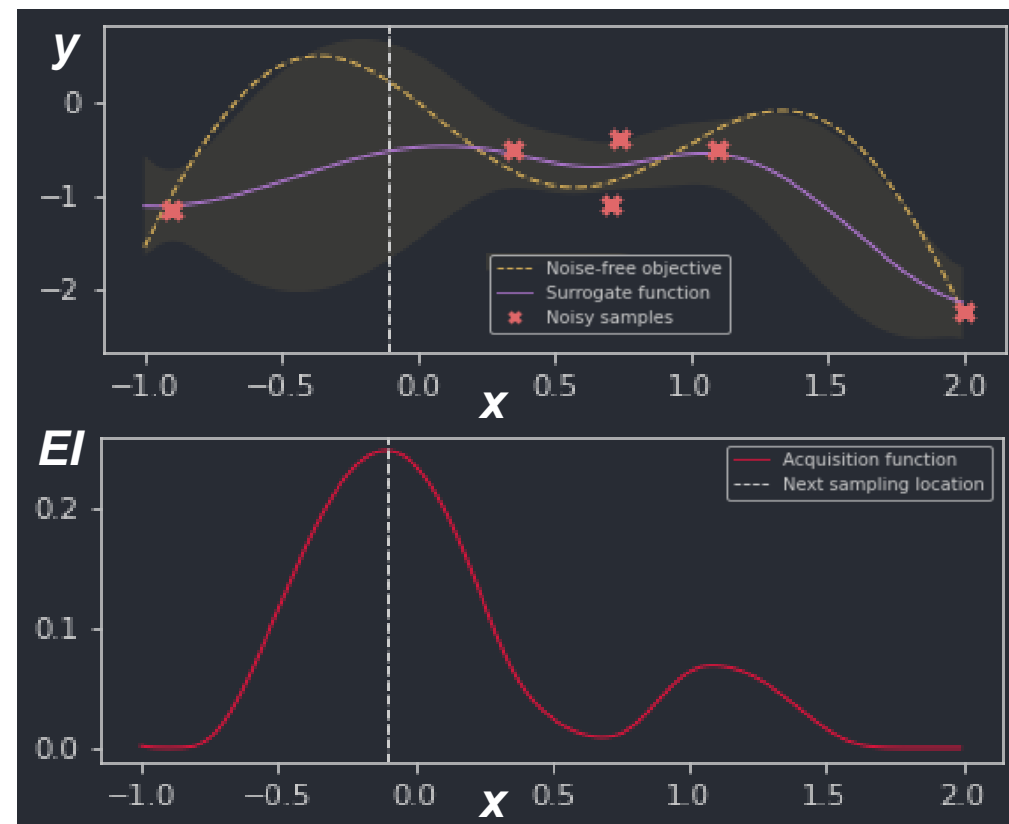 y
0
−1
−2
Noise-free objective
Surrogate function
Noisy samples
−1.0 −0.5 0.0 0.5 1.0 1.5 2.0
x
EI
Acquisition function
Next sampling location
0.2
0.1
0.0
−1.0 −0.5 0.0 0.5 1.0 1.5 2.0
x